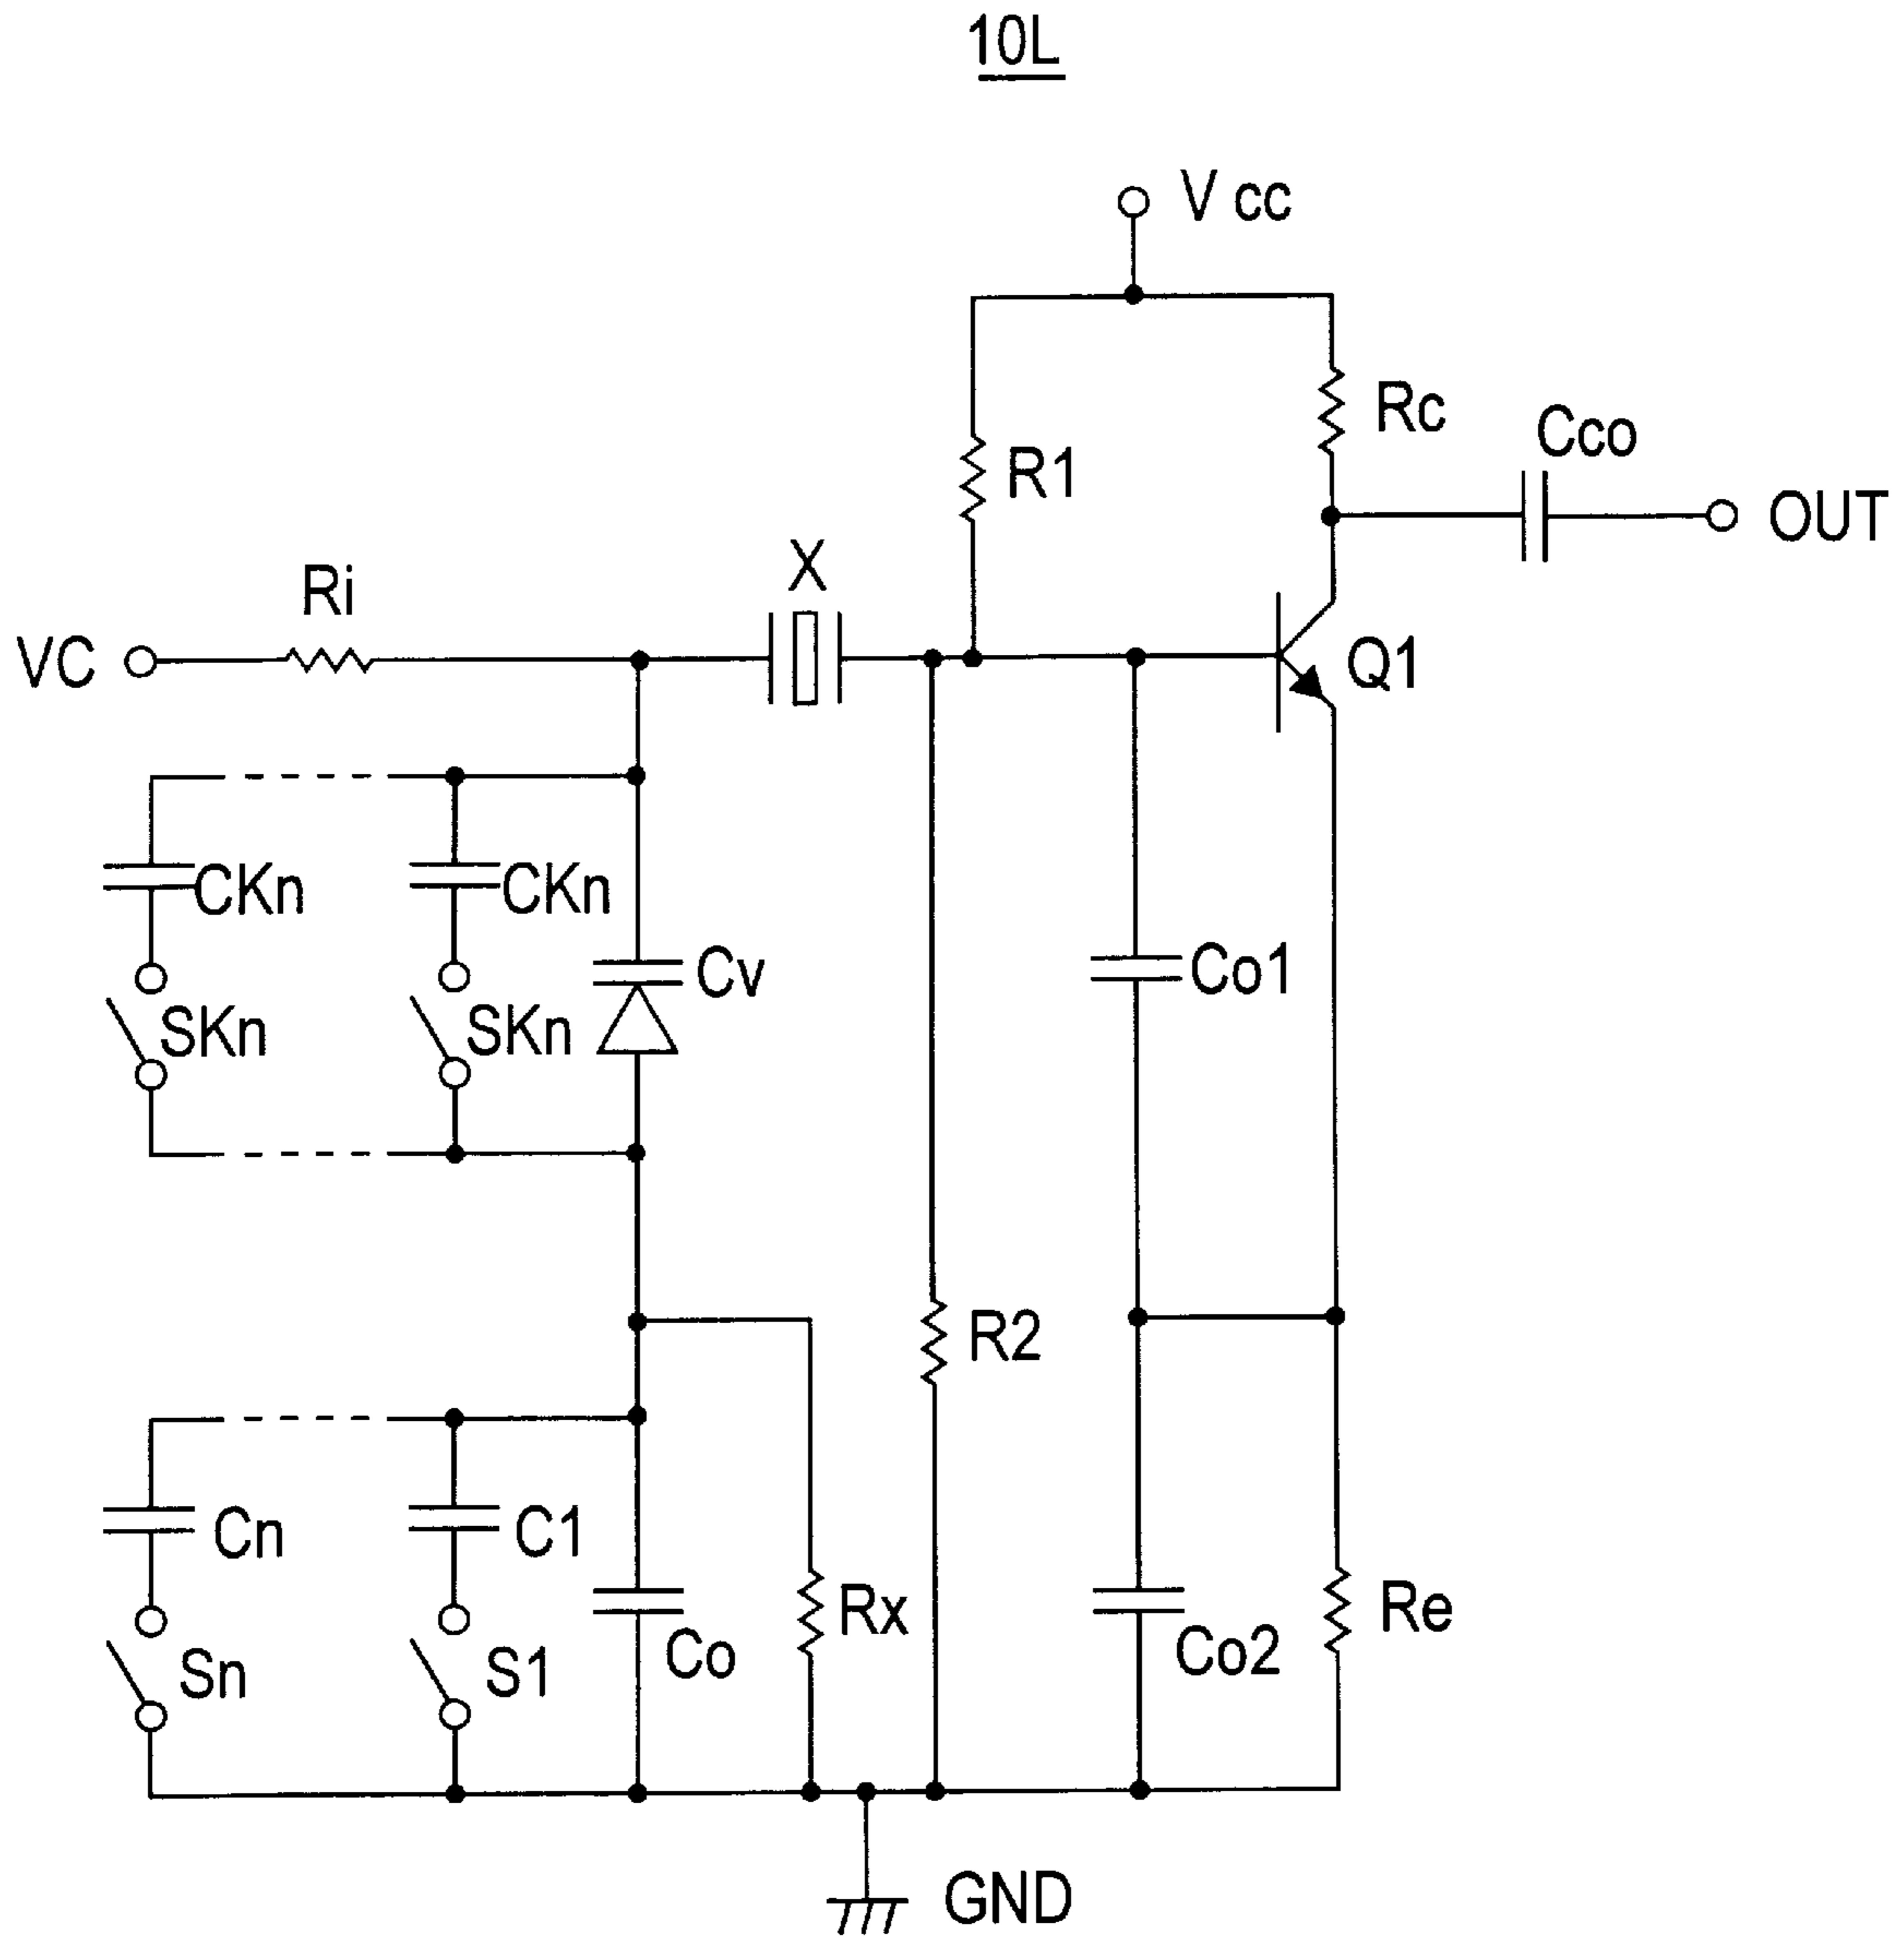 10L
Vcc
Rc
Cco
R1
OUT
X
Ri
VC
Q1
CKn
CKn
Cv
Co1
SKn
SKn
R2
Cn
C1
Rx
Re
Co
Co2
Sn
S1
GND